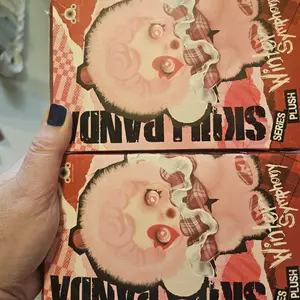 SKULLPANDA
Winter
Symphony
SERIES
PLUSH
SKULLPANDA
Winter
Symphony
SERIES
PLUSH